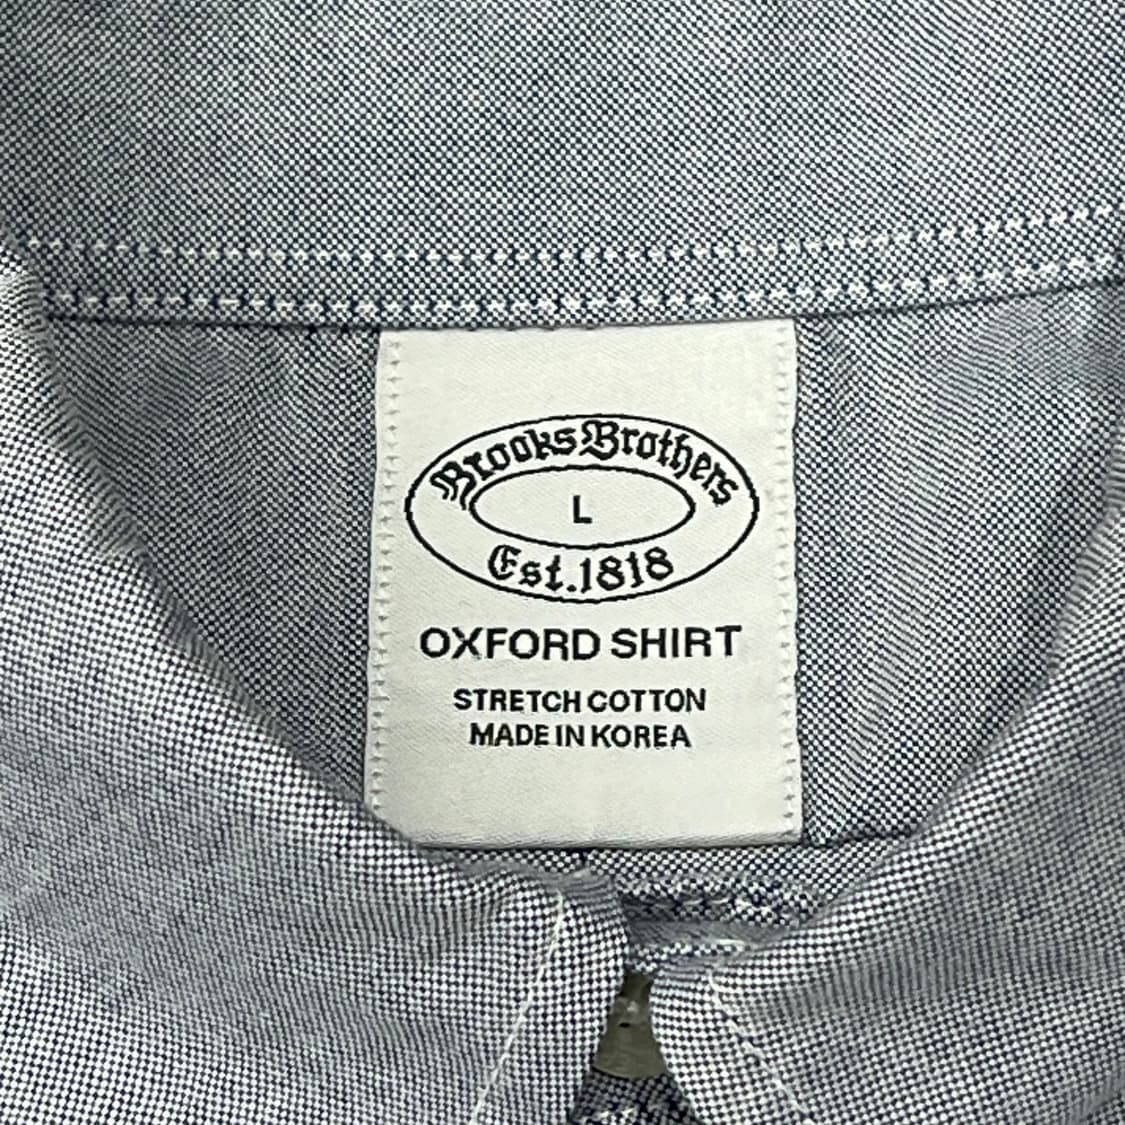 Brooks Brothers
L
Est. 1818
OXFORD SHIRT
STRETCH COTTON
MADE IN KOREA